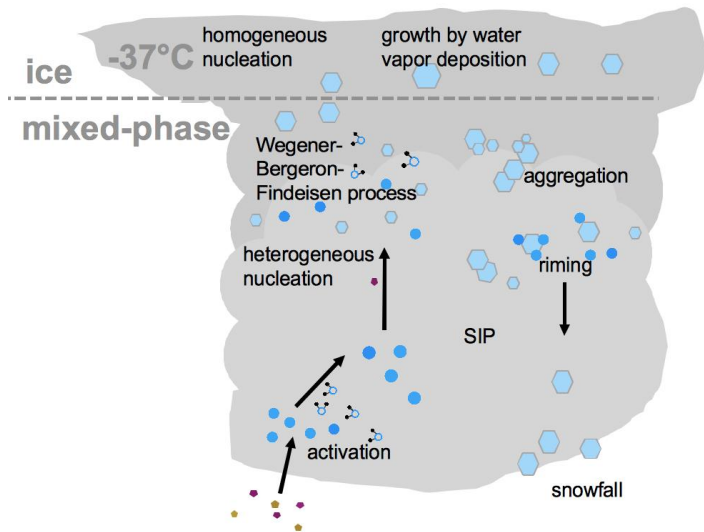 homogeneous
nucleation
growth by water
vapor deposition
-37°C
ice
mixed-phase
Wegener-
Bergeron-
Findeisen process
aggregation
heterogeneous
nucleation
riming
SIP
activation
snowfall